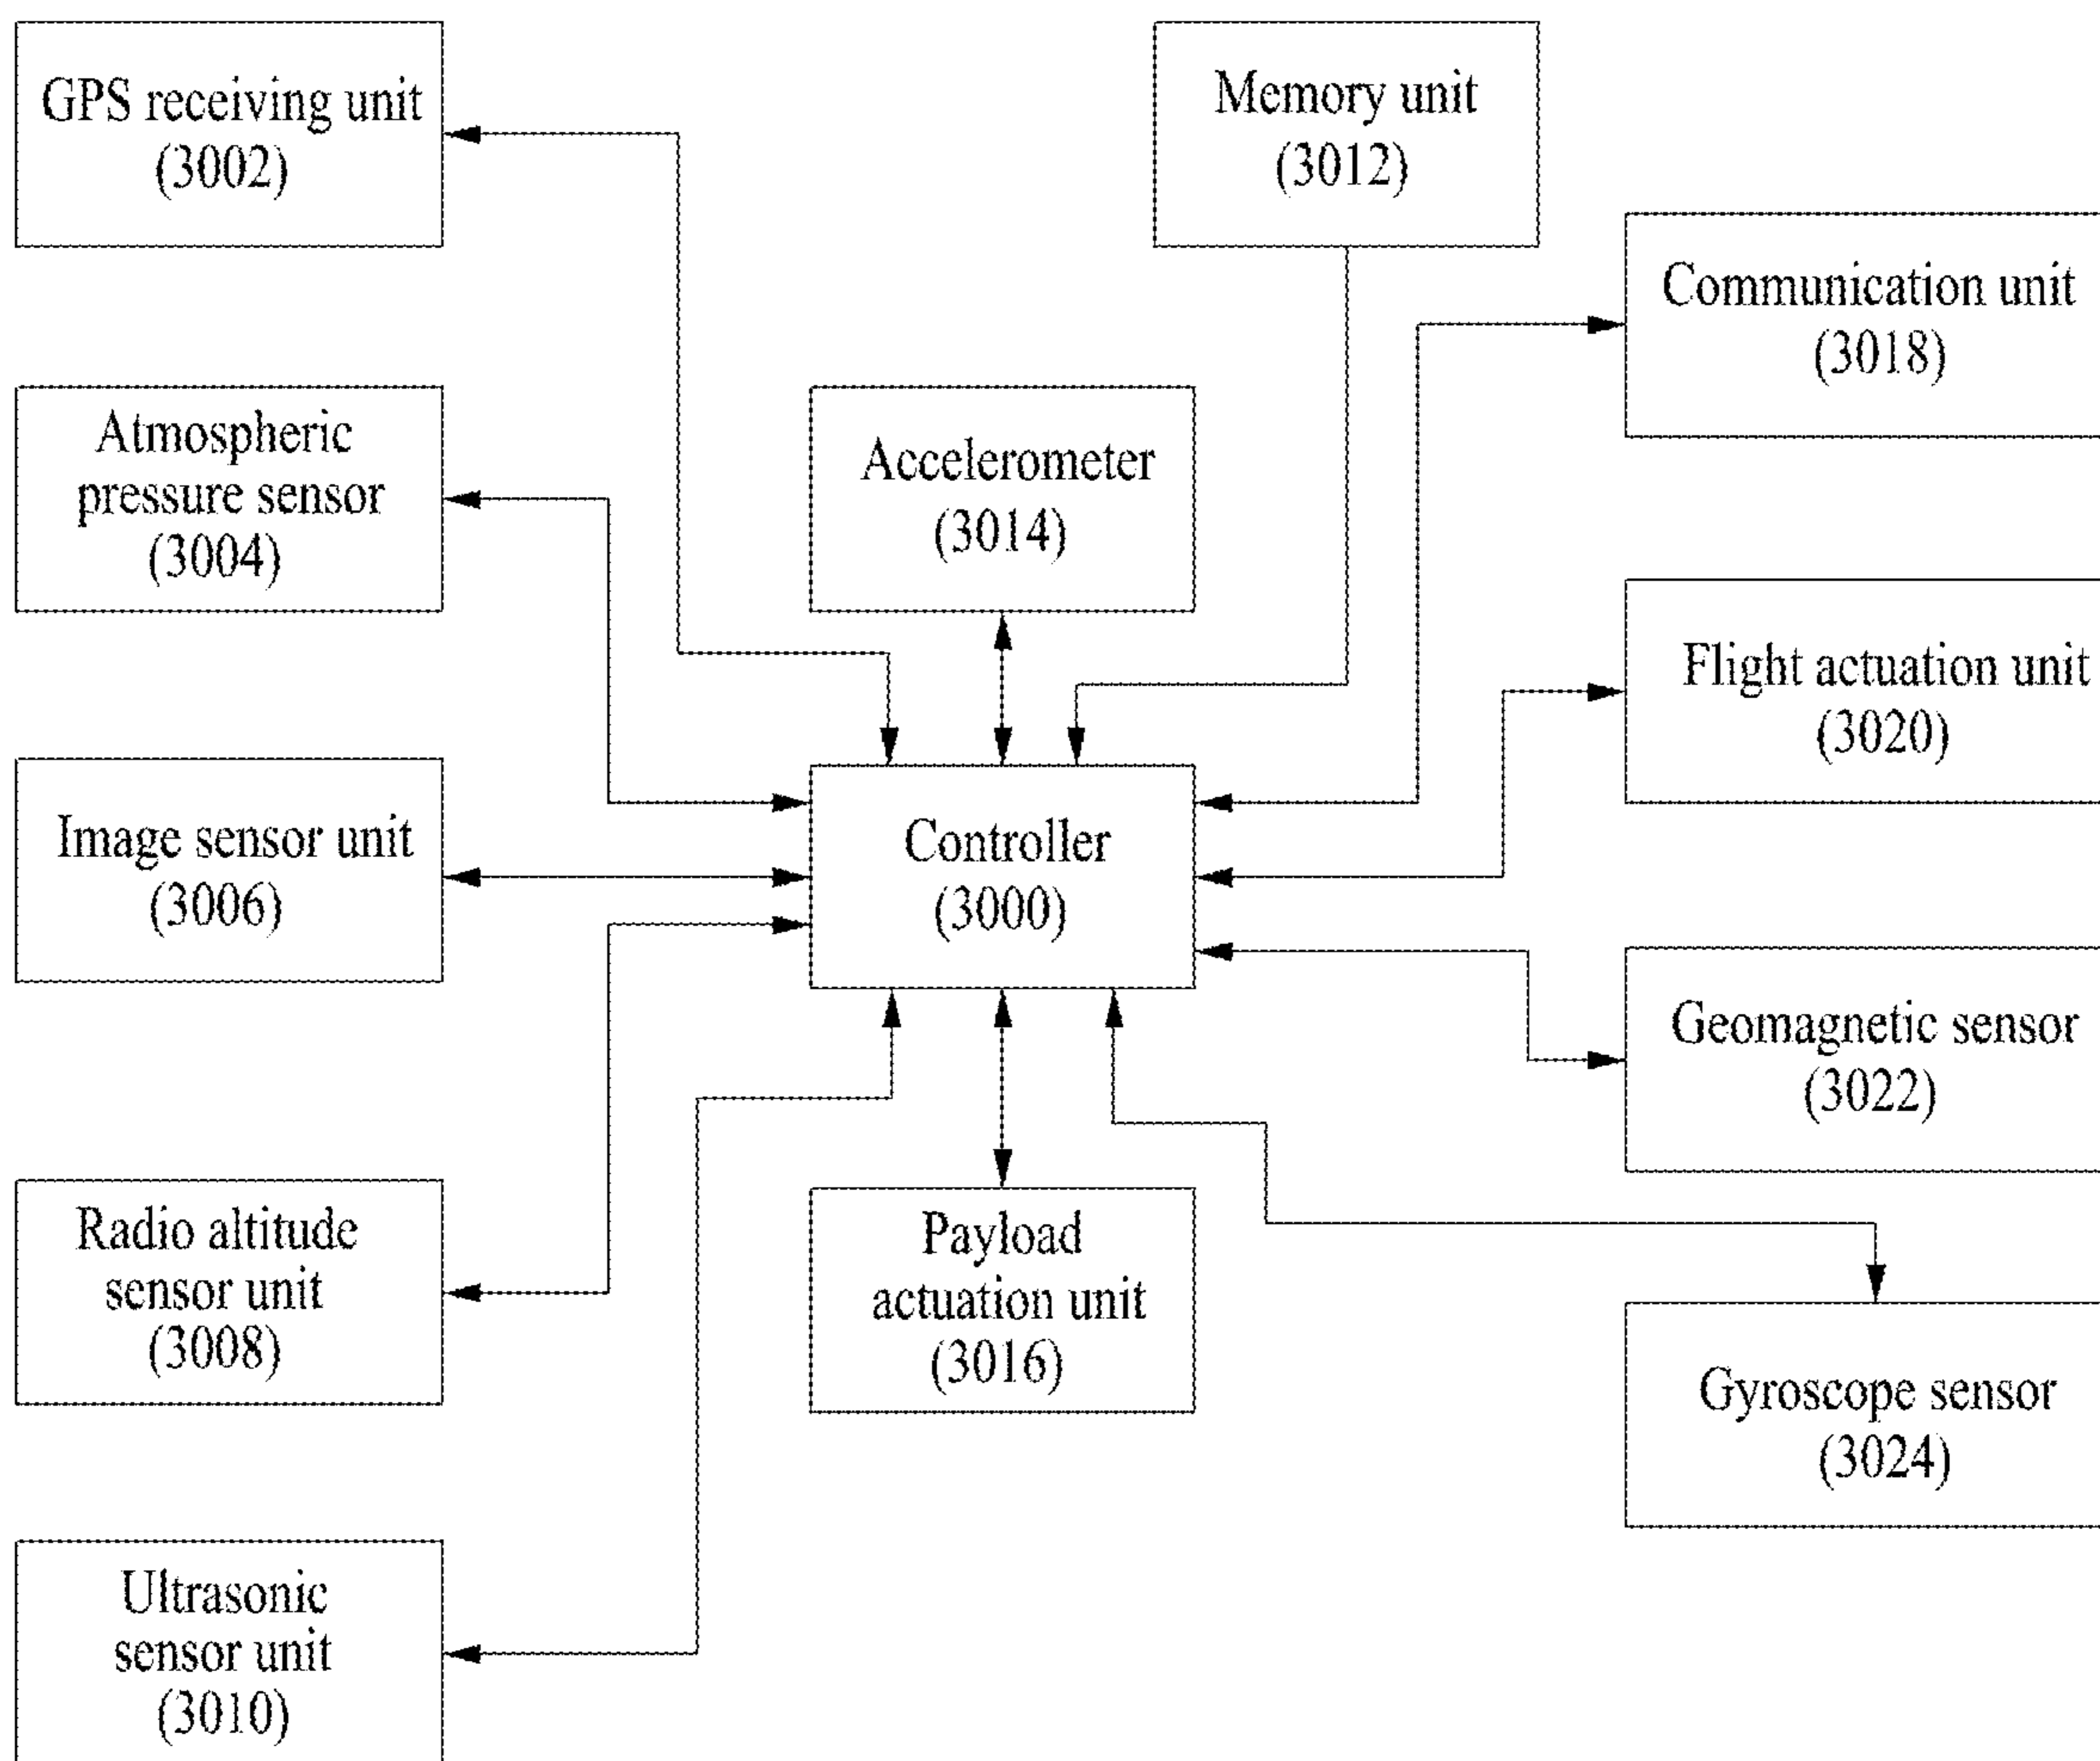 GPS receiving unit
(3002)
Memory unit
(3012)
Communication unit
(3018)
Atmospheric
pressure sensor
(3004)
Accelerometer
(3014)
Flight actuation unit
(3020)
Image sensor unit
(3006)
Controller
(3000)
Geomagnetic sensor
(3022)
Radio altitude
sensor unit
(3008)
Payload
actuation unit
(3016)
Gyroscope sensor
(3024)
Ultrasonic
sensor unit
(3010)